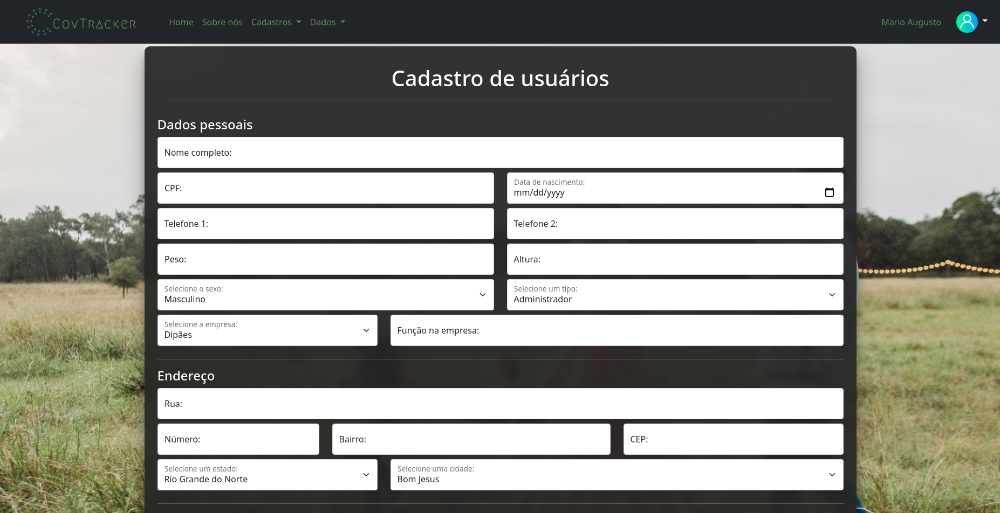 CovTracker
Home Sobre nós Cadastros Dados
Mario Augusto
Cadastro de usuários
Dados pessoais
Nome completo:
CPF:
Data de nascimento:
mm/dd/yyyy
Telefone 1:
Telefone 2:
Peso:
Altura:
Selecione o sexo:
Masculino
Selecione um tipo:
Administrador
Selecione a empresa:
Dipães
Função na empresa:
Endereço
Rua:
Número:
Bairro:
CEP:
Selecione um estado:
Rio Grande do Norte
Selecione uma cidade:
Bom Jesus